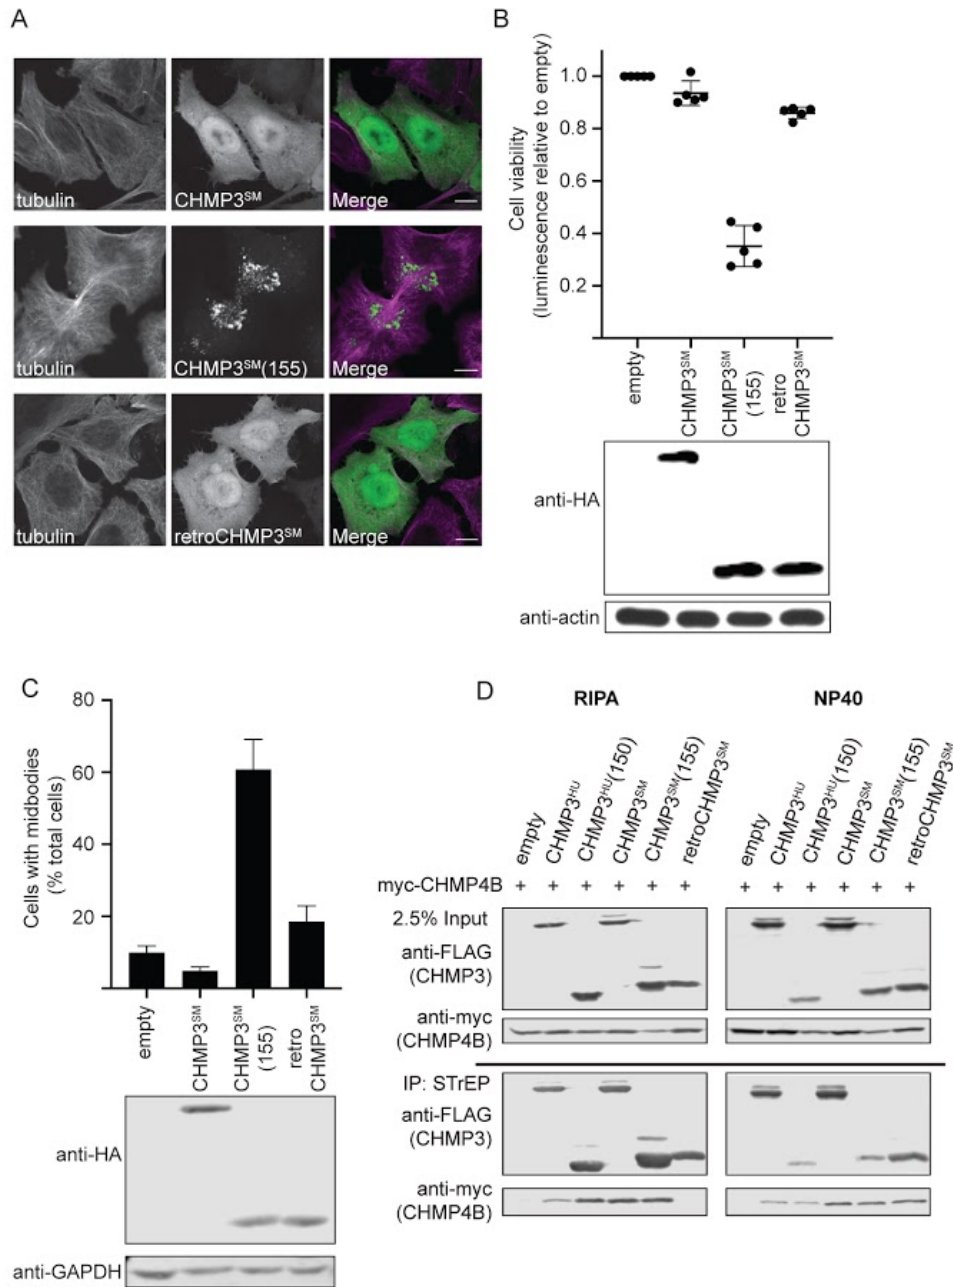 A
tubulin
CHMP3SM
Merge
tubulin
CHMP3SM(155)
Merge
tubulin
retroCHMP3SM
Merge
B
Cell viability
(luminescence relative to empty)
1.0
0.8
0.6
0.4
0.2
empty
CHMP3SM
CHMP3SM
(155)
retro
CHMP3SM
anti-HA
anti-actin
C
Cells with midbodies
(% total cells)
80
60
40
20
empty
CHMP3SM
CHMP3SM
(155)
retro
CHMP3SM
anti-HA
anti-GAPDH
D
RIPA
NP40
empty
CHMP3HU
CHMP3HU(150)
CHMP3SM
CHMP3SM(155)
retroCHMP3SM
empty
CHMP3HU
CHMP3HU(150)
CHMP3SM
CHMP3SM(155)
retroCHMP3SM
myc-CHMP4B + + + + + + + + + + + +
2.5% Input
anti-FLAG
(CHMP3)
anti-myc
(CHMP4B)
IP: STrEP
anti-FLAG
(CHMP3)
anti-myc
(CHMP4B)